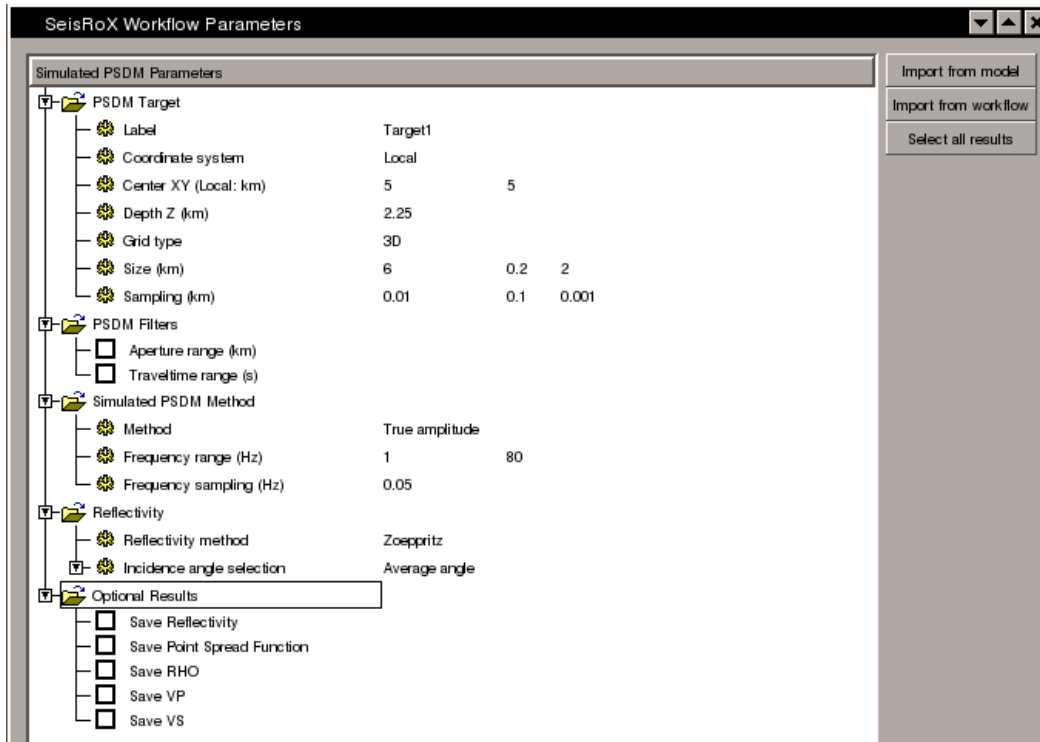 SeisRoX Workflow Parameters
Simulated PSDM Parameters
Import from model
Import from workflow
Select all results
PSDM Target
Label Target1
Coordinate system Local
Center XY (Local: km) 5 5
Depth Z (km) 2.25
Grid type 3D
Size (km) 6 0.2 2
Sampling (km) 0.01 0.1 0.001
PSDM Filters
Aperture range (km)
Traveltime range (s)
Simulated PSDM Method
Method True amplitude
Frequency range (Hz) 1 80
Frequency sampling (Hz) 0.05
Reflectivity
Reflectivity method Zoeppritz
Incidence angle selection Average angle
Optional Results
Save Reflectivity
Save Point Spread Function
Save RHO
Save VP
Save VS